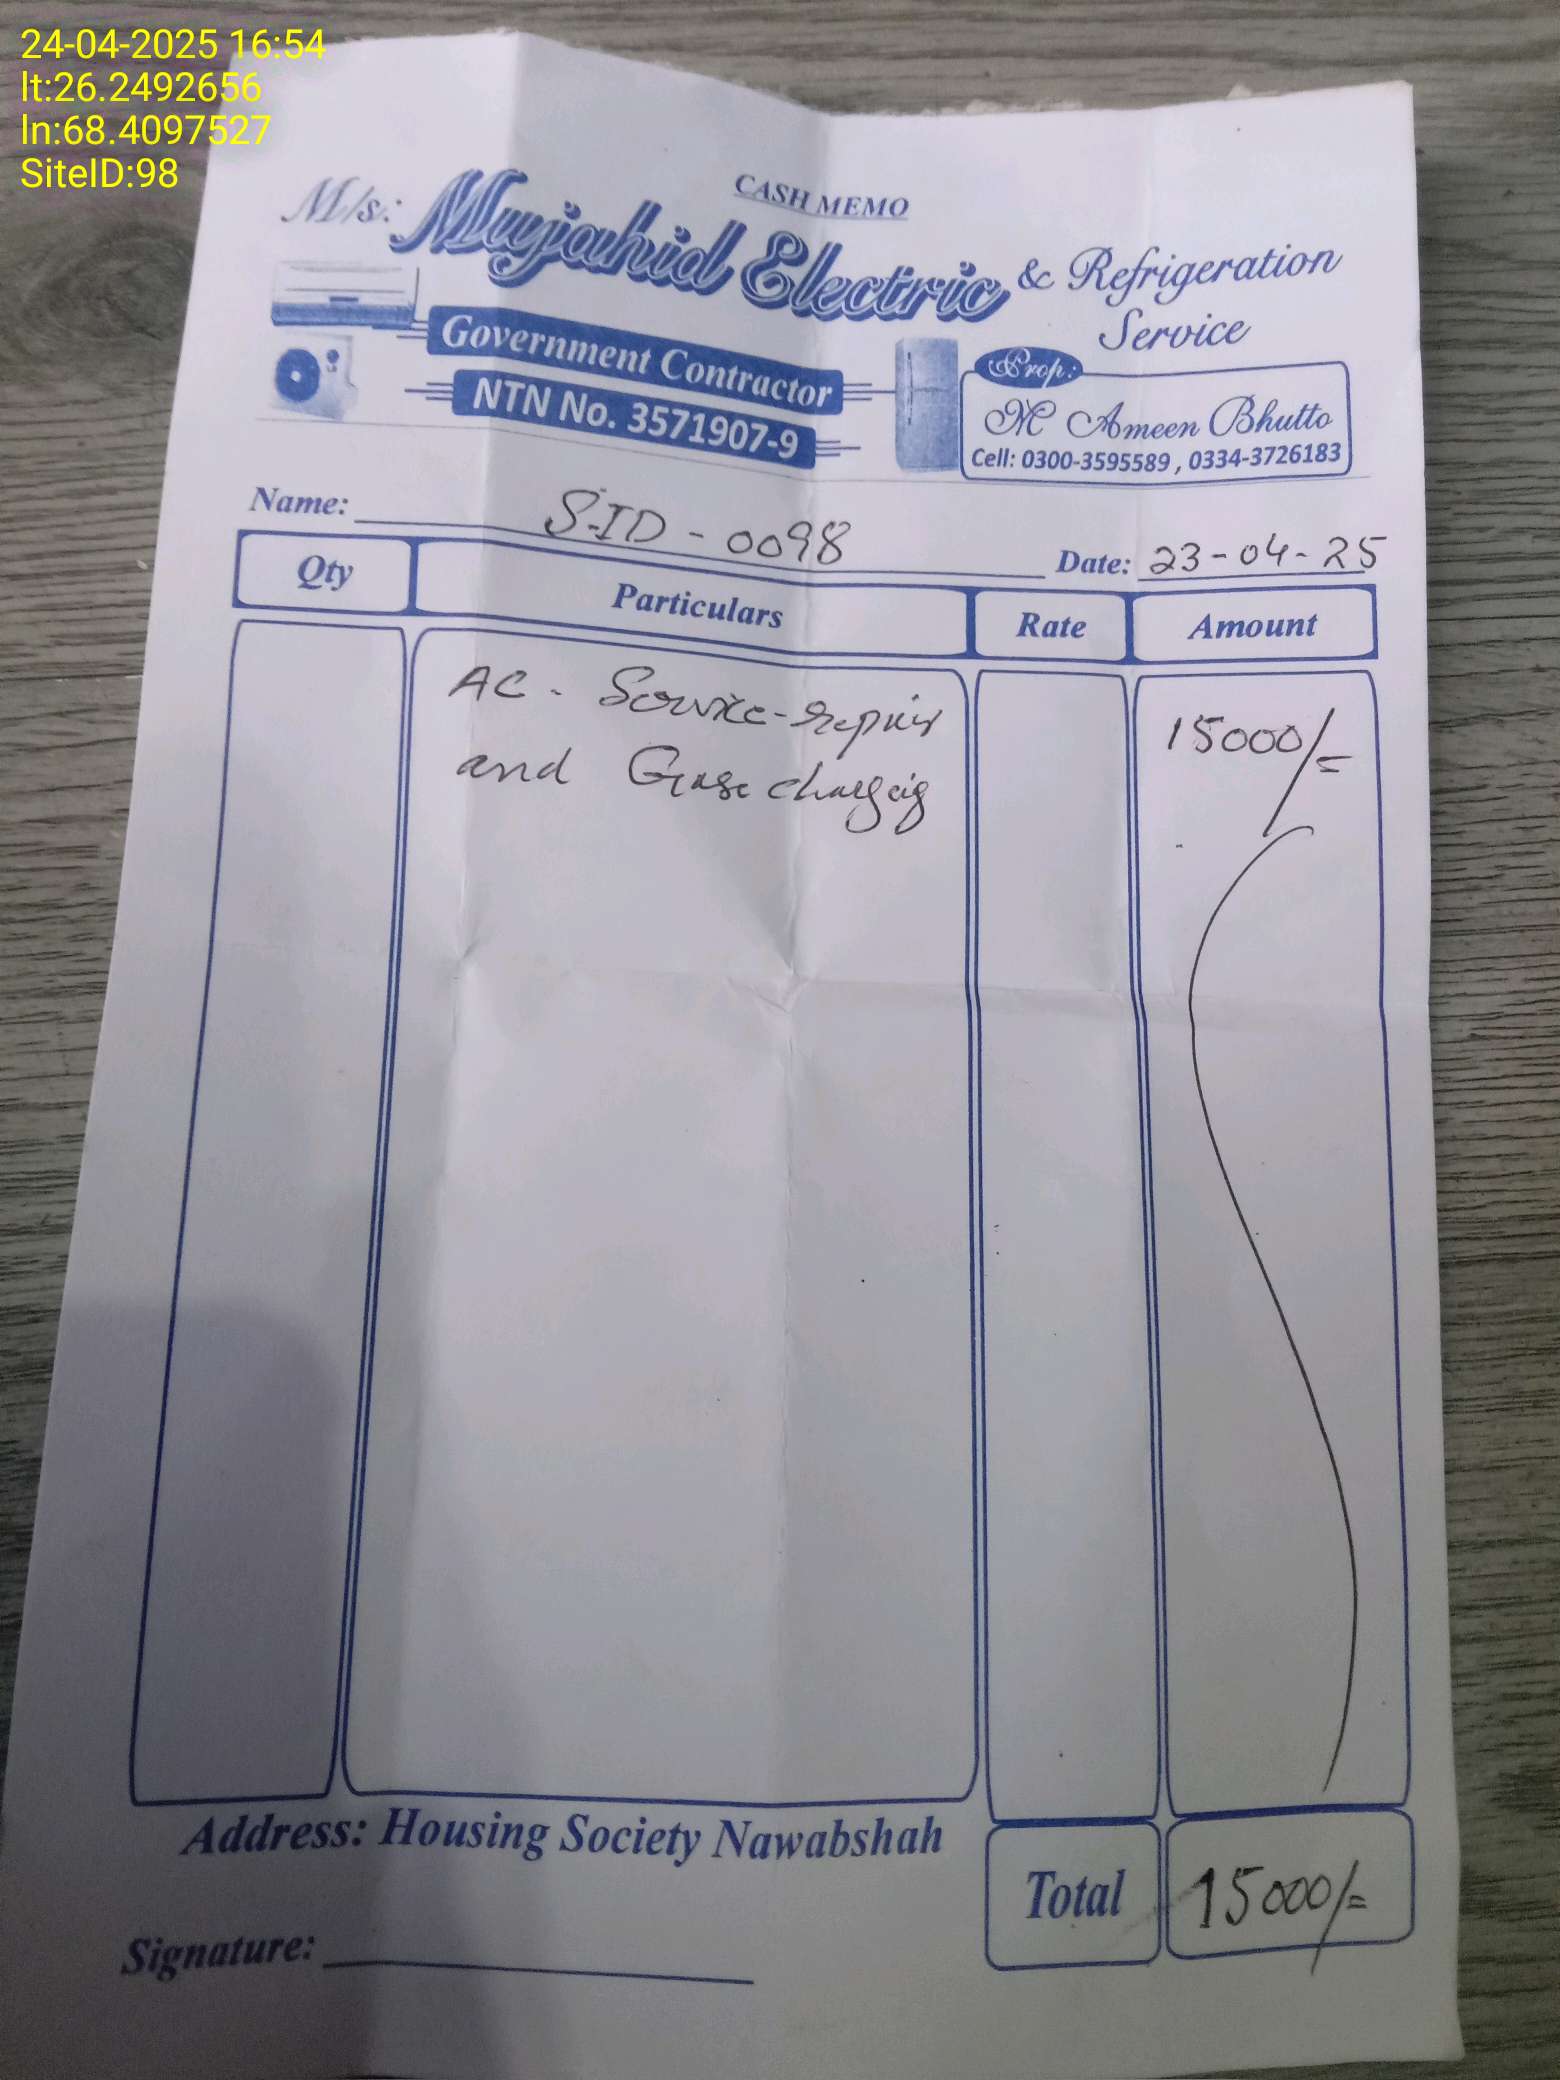 24-04-2025 16:54
lt:26.2492656
ln:68.4097527
SiteID:98
CASH MEMO
M/s: Mujahid Electric & Refrigeration
Service
Government Contractor
NTN No. 3571907-9
Prop:
M Ameen Bhutto
Cell: 0300-3595589 , 0334-3726183
Name: S-ID - 0098
Date: 23-04-25
Qty Particulars Rate Amount
AC - Service-repair 15000/=
and Gase charging
Address: Housing Society Nawabshah
Total 15000/=
Signature: